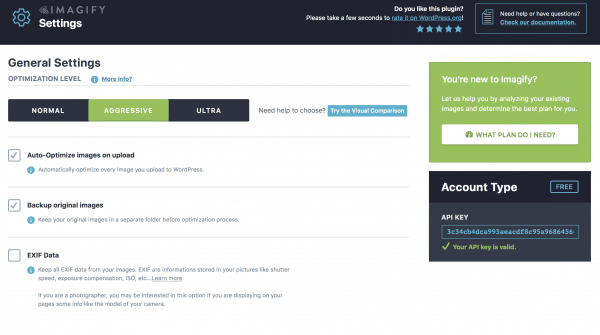 IMAGIFY
Settings
Do you like this plugin?
Please take a few seconds to rate it on WordPress.org!
Need help or have questions?
Check our documentation.
General Settings
OPTIMIZATION LEVEL
More info?
NORMAL
AGGRESSIVE
ULTRA
Need help to choose?
Try the Visual Comparison
Auto-Optimize images on upload
Automatically optimize every image you upload to WordPress.
Backup original images
Keep your original images in a separate folder before optimization process.
EXIF Data
Keep all EXIF data from your images. EXIF are informations stored in your pictures like shutter
speed, exposure compensation, ISO, etc...Learn more
If you are a photographer, you may be interested in this option if you are displaying on your
pages some info like the model of your camera.
You're new to Imagify?
Let us help you by analyzing your existing
images and determine the best plan for you.
WHAT PLAN DO I NEED?
Account Type
FREE
API KEY
3c34cb4dca993aeacdf8c95a9686456
Your API key is valid.